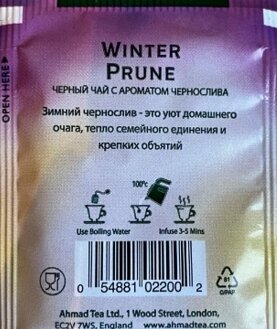 OPEN HERE
WINTER
PRUNE
ЧЕРНЫЙ ЧАЙ С АРОМАТОМ ЧЕРНОСЛИВА
Зимний чернослив - это уют домашнего
очага, тепло семейного единения и
крепких объятий
100°C
Use Boiling Water
Infuse 3-5 Mins
81
C/PAP
0 54881 02200 2
Ahmad Tea Ltd., 1 Wood Street, London,
EC2V 7WS, England www.ahmadtea.com